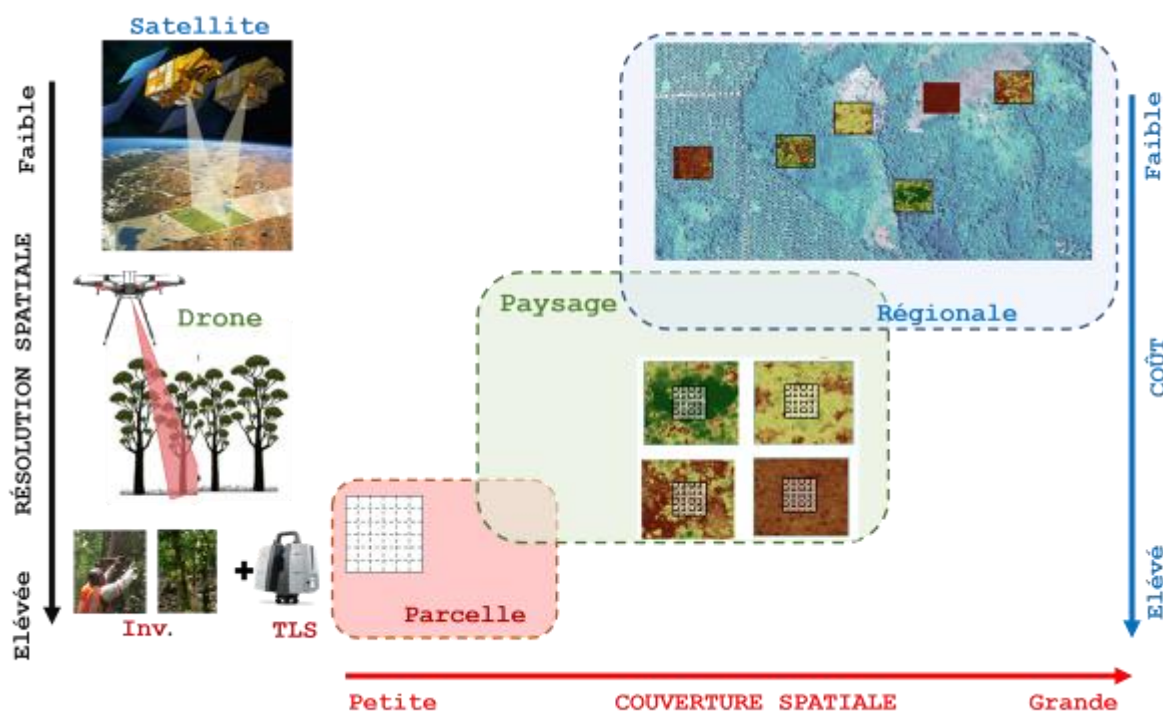 Satellite
Faible
RÉSOLUTION SPATIALE
Elévée
Drone
Inv.
+
TLS
Paysage
Régionale
Parcelle
Faible
COÛT
Elévé
Petite
COUVERTURE SPATIALE
Grande